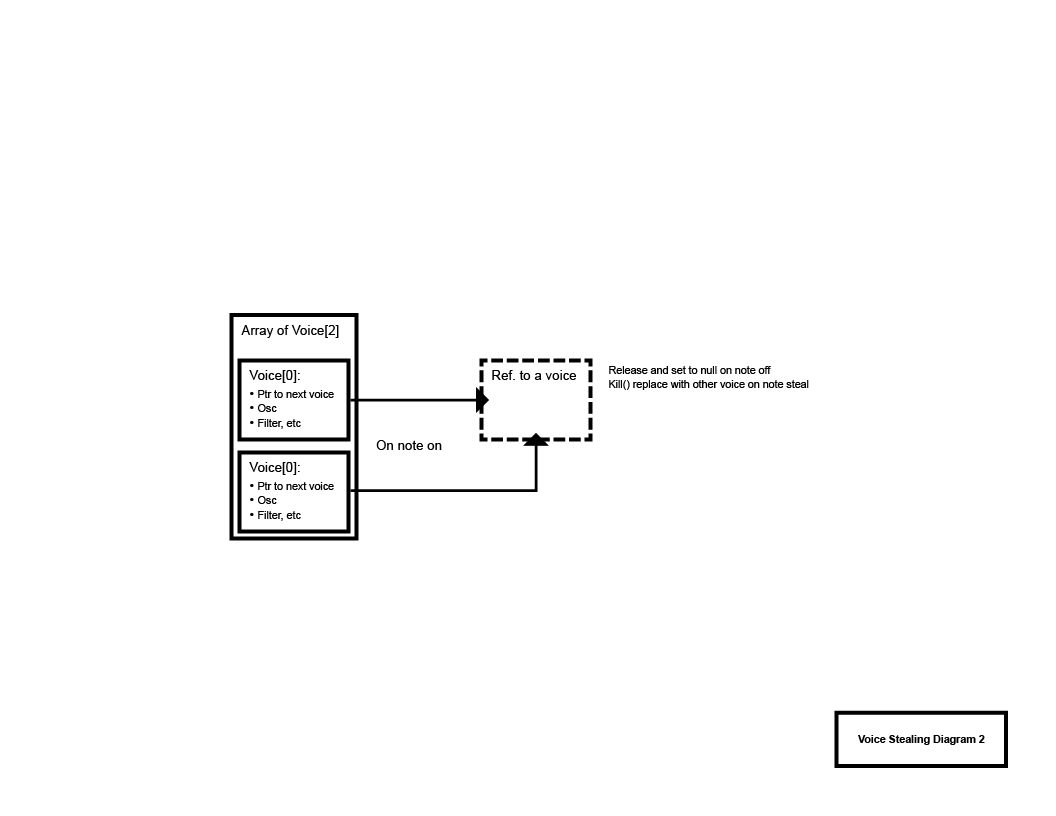 Array of Voice[2]
Voice[0]:
• Ptr to next voice
• Osc
• Filter, etc
Voice[0]:
• Ptr to next voice
• Osc
• Filter, etc
On note on
Ref. to a voice
Release and set to null on note off
Kill() replace with other voice on note steal
Voice Stealing Diagram 2